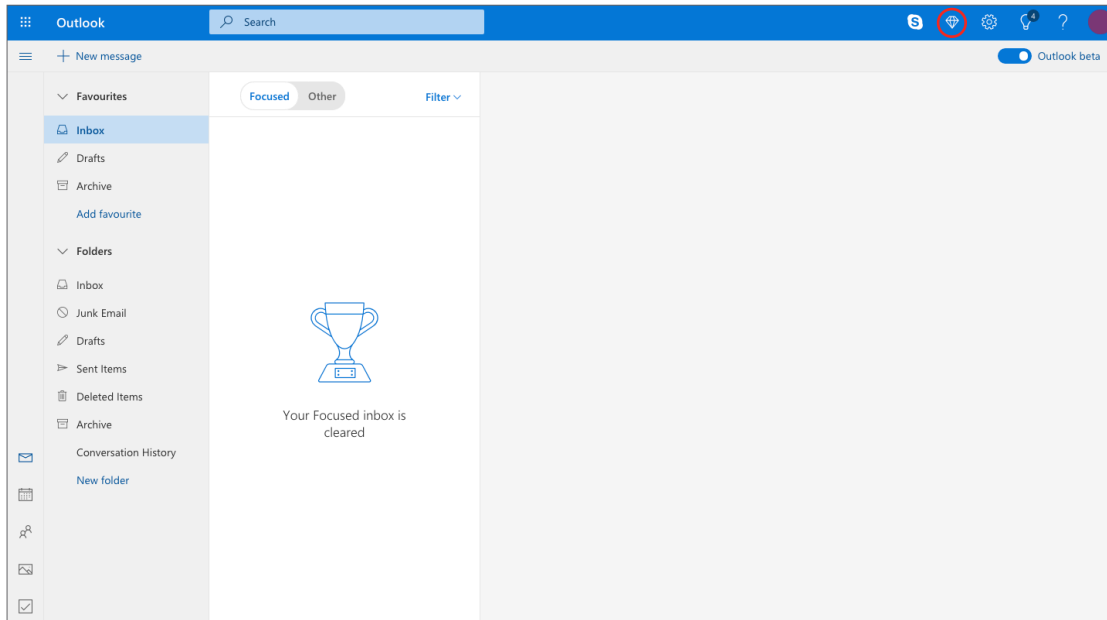 Outlook
Search
4
?
New message
Outlook beta
Favourites
Focused
Other
Filter
Inbox
Drafts
Archive
Add favourite
Folders
Inbox
Junk Email
Drafts
Sent Items
Deleted Items
Archive
Conversation History
New folder
Your Focused inbox is
cleared